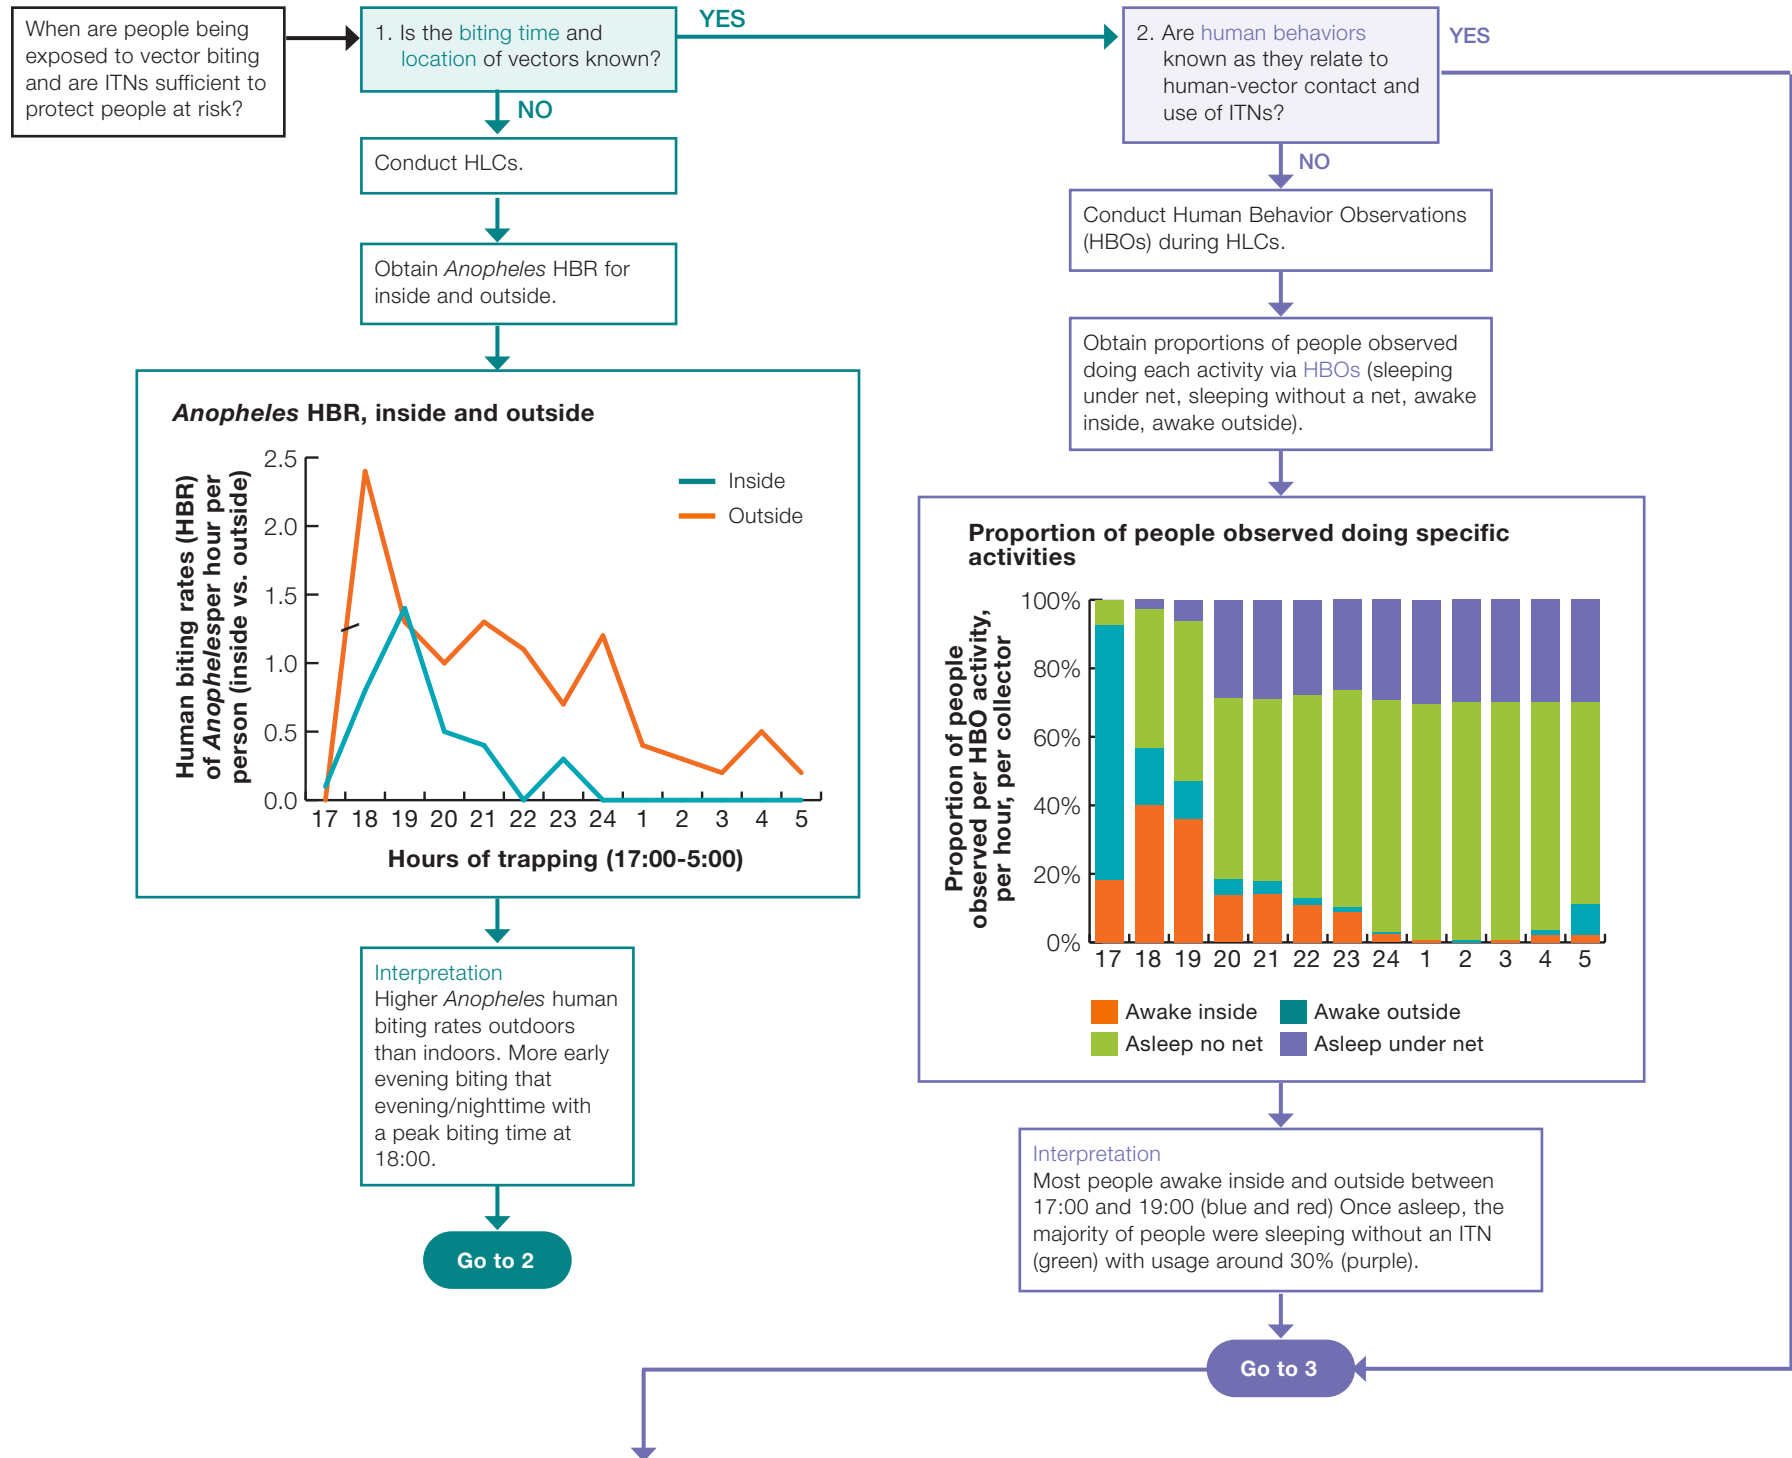 When are people being
exposed to vector biting
and are ITNs sufficient to
protect people at risk?
1. Is the biting time and
location of vectors known?
YES
NO
Conduct HLCs.
Obtain Anopheles HBR for
inside and outside.
Anopheles HBR, inside and outside
Human biting rates (HBR)
of Anophelesper hour per
person (inside vs. outside)
2.5
2.0
1.5
1.0
0.5
0.0
Inside
Outside
17 18 19 20 21 22 23 24 1 2 3 4 5
Hours of trapping (17:00-5:00)
Interpretation
Higher Anopheles human
biting rates outdoors
than indoors. More early
evening biting that
evening/nighttime with
a peak biting time at
18:00.
Go to 2
2. Are human behaviors
known as they relate to
human-vector contact and
use of ITNs?
YES
NO
Conduct Human Behavior Observations
(HBOs) during HLCs.
Obtain proportions of people observed
doing each activity via HBOs (sleeping
under net, sleeping without a net, awake
inside, awake outside).
Proportion of people observed doing specific
activities
Proportion of people
observed per HBO activity,
per hour, per collector
100%
80%
60%
40%
20%
0%
17 18 19 20 21 22 23 24 1 2 3 4 5
Awake inside
Awake outside
Asleep no net
Asleep under net
Interpretation
Most people awake inside and outside between
17:00 and 19:00 (blue and red) Once asleep, the
majority of people were sleeping without an ITN
(green) with usage around 30% (purple).
Go to 3